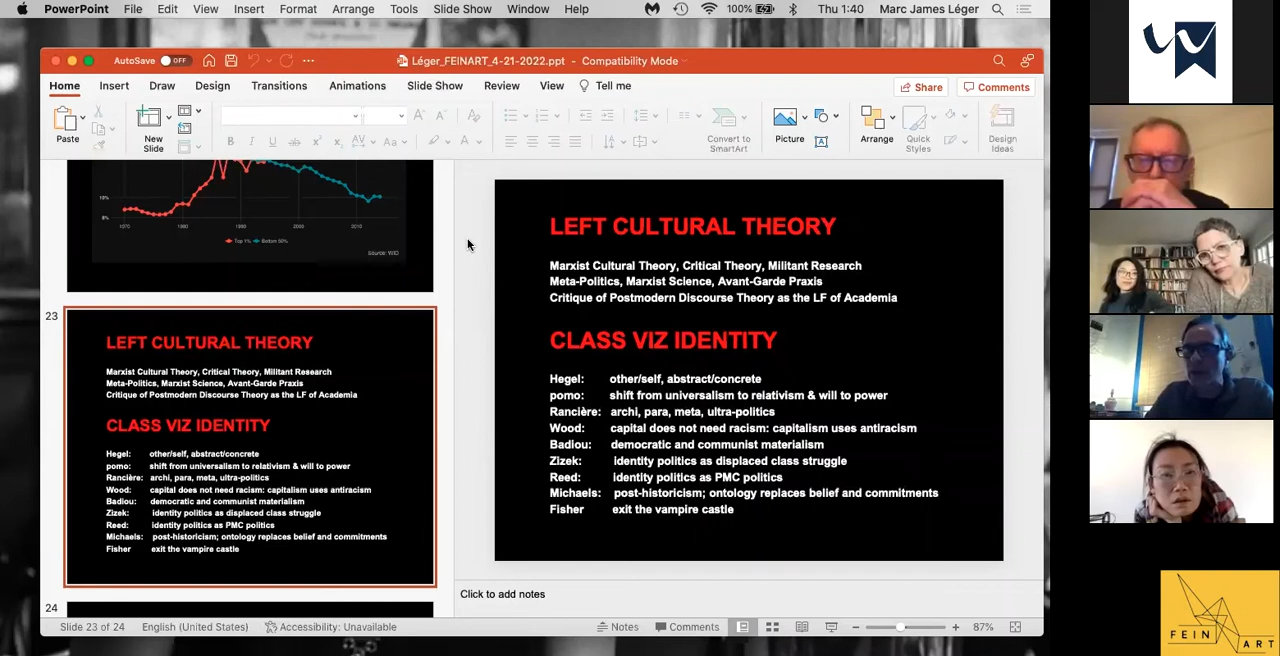 PowerPoint File Edit View Insert Format Arrange Tools Slide Show Window Help 100% Thu 1:40 Marc James Léger
AutoSave OFF Léger_FEINART_4-21-2022.ppt - Compatibility Mode
Home Insert Draw Design Transitions Animations Slide Show Review View Tell me Share Comments
Paste New Slide Convert to SmartArt Picture Arrange Quick Styles Design Ideas
10%
1970 1980 1990 2000 2010
Top 1% Bottom 50%
Source: WID
23
LEFT CULTURAL THEORY
Marxist Cultural Theory, Critical Theory, Militant Research
Meta-Politics, Marxist Science, Avant-Garde Praxis
Critique of Postmodern Discourse Theory as the LF of Academia
CLASS VIZ IDENTITY
Hegel: other/self, abstract/concrete
pomo: shift from universalism to relativism & will to power
Rancière: archi, para, meta, ultra-politics
Wood: capital does not need racism: capitalism uses antiracism
Badiou: democratic and communist materialism
Zizek: identity politics as displaced class struggle
Reed: identity politics as PMC politics
Michaels: post-historicism; ontology replaces belief and commitments
Fisher exit the vampire castle
24
LEFT CULTURAL THEORY
Marxist Cultural Theory, Critical Theory, Militant Research
Meta-Politics, Marxist Science, Avant-Garde Praxis
Critique of Postmodern Discourse Theory as the LF of Academia
CLASS VIZ IDENTITY
Hegel: other/self, abstract/concrete
pomo: shift from universalism to relativism & will to power
Rancière: archi, para, meta, ultra-politics
Wood: capital does not need racism: capitalism uses antiracism
Badiou: democratic and communist materialism
Zizek: identity politics as displaced class struggle
Reed: identity politics as PMC politics
Michaels: post-historicism; ontology replaces belief and commitments
Fisher exit the vampire castle
Click to add notes
Slide 23 of 24 English (United States) Accessibility: Unavailable Notes Comments 87%
FEINART